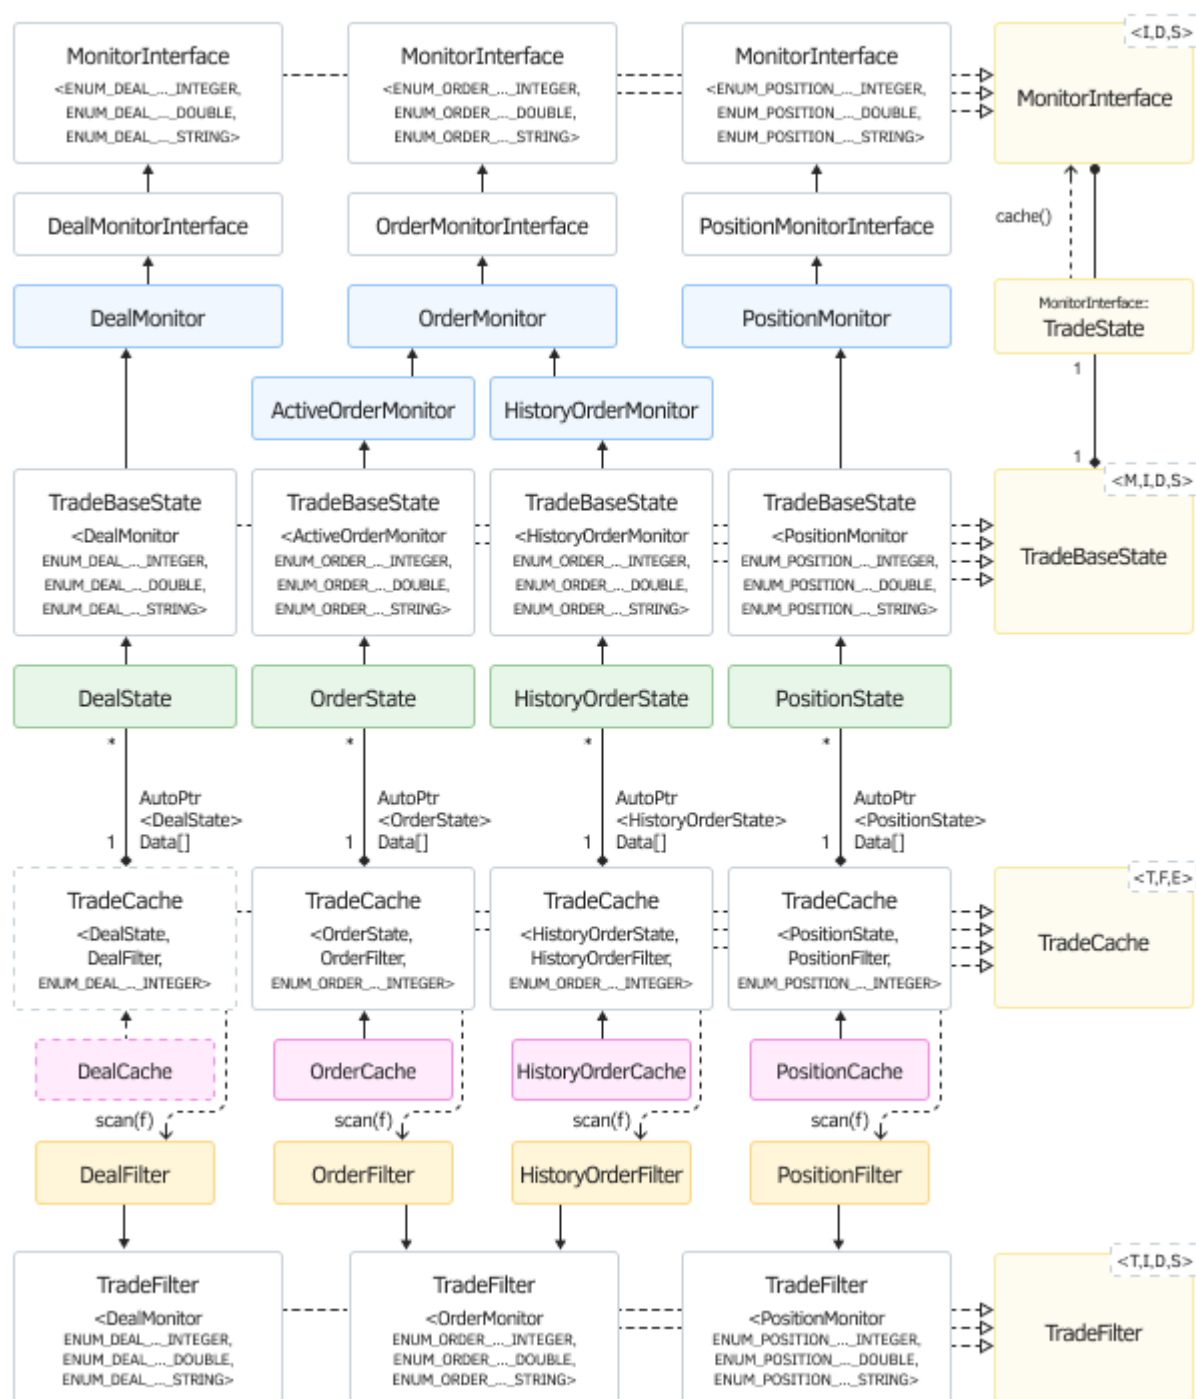 <I,D,S>
MonitorInterface
<ENUM_DEAL_..._INTEGER,
ENUM_DEAL_..._DOUBLE,
ENUM_DEAL_..._STRING>
MonitorInterface
<ENUM_ORDER_..._INTEGER,
ENUM_ORDER_..._DOUBLE,
ENUM_ORDER_..._STRING>
MonitorInterface
<ENUM_POSITION_..._INTEGER,
ENUM_POSITION_..._DOUBLE,
ENUM_POSITION_..._STRING>
MonitorInterface
DealMonitorInterface
OrderMonitorInterface
PositionMonitorInterface
cache()
DealMonitor
OrderMonitor
PositionMonitor
MonitorInterface::
TradeState
1
ActiveOrderMonitor
HistoryOrderMonitor
1
<M,I,D,S>
TradeBaseState
<DealMonitor
ENUM_DEAL_..._INTEGER,
ENUM_DEAL_..._DOUBLE,
ENUM_DEAL_..._STRING>
TradeBaseState
<ActiveOrderMonitor
ENUM_ORDER_..._INTEGER,
ENUM_ORDER_..._DOUBLE,
ENUM_ORDER_..._STRING>
TradeBaseState
<HistoryOrderMonitor
ENUM_ORDER_..._INTEGER,
ENUM_ORDER_..._DOUBLE,
ENUM_ORDER_..._STRING>
TradeBaseState
<PositionMonitor
ENUM_POSITION_..._INTEGER,
ENUM_POSITION_..._DOUBLE,
ENUM_POSITION_..._STRING>
TradeBaseState
DealState
OrderState
HistoryOrderState
PositionState
*
*
*
*
AutoPtr
<DealState>
1 Data[]
AutoPtr
<OrderState>
1 Data[]
AutoPtr
<HistoryOrderState>
1 Data[]
AutoPtr
<PositionState>
1 Data[]
<T,F,E>
TradeCache
<DealState,
DealFilter,
ENUM_DEAL_..._INTEGER>
TradeCache
<OrderState,
OrderFilter,
ENUM_ORDER_..._INTEGER>
TradeCache
<HistoryOrderState,
HistoryOrderFilter,
ENUM_ORDER_..._INTEGER>
TradeCache
<PositionState,
PositionFilter,
ENUM_POSITION_..._INTEGER>
TradeCache
DealCache
OrderCache
HistoryOrderCache
PositionCache
scan(f)
scan(f)
scan(f)
scan(f)
DealFilter
OrderFilter
HistoryOrderFilter
PositionFilter
<T,I,D,S>
TradeFilter
<DealMonitor
ENUM_DEAL_..._INTEGER,
ENUM_DEAL_..._DOUBLE,
ENUM_DEAL_..._STRING>
TradeFilter
<OrderMonitor
ENUM_ORDER_..._INTEGER,
ENUM_ORDER_..._DOUBLE,
ENUM_ORDER_..._STRING>
TradeFilter
<PositionMonitor
ENUM_POSITION_..._INTEGER,
ENUM_POSITION_..._DOUBLE,
ENUM_POSITION_..._STRING>
TradeFilter